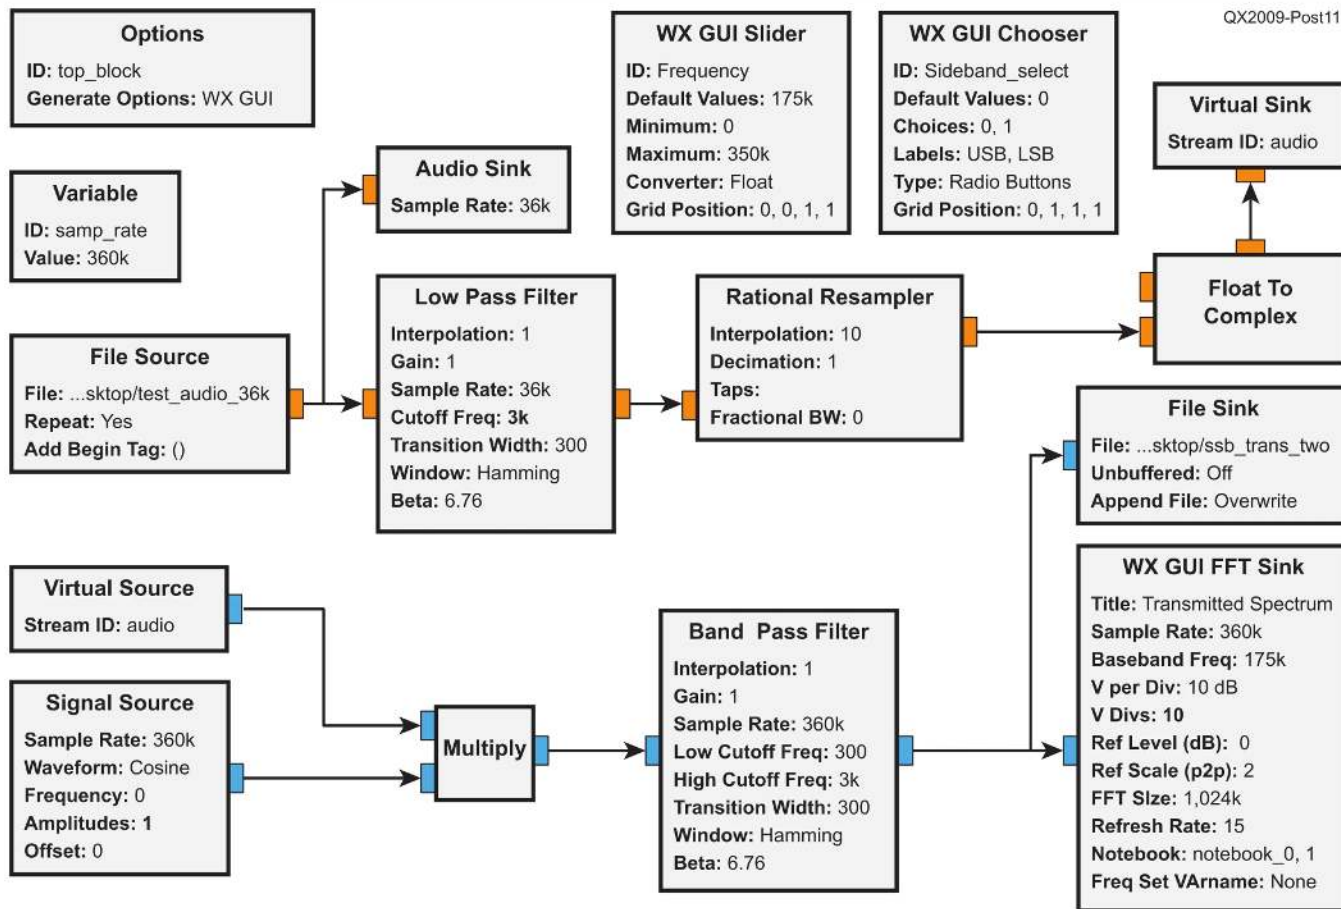 QX2009-Post11
Options
ID: top_block
Generate Options: WX GUI
WX GUI Slider
ID: Frequency
Default Values: 175k
Minimum: 0
Maximum: 350k
Converter: Float
Grid Position: 0, 0, 1, 1
WX GUI Chooser
ID: Sideband_select
Default Values: 0
Choices: 0, 1
Labels: USB, LSB
Type: Radio Buttons
Grid Position: 0, 1, 1, 1
Virtual Sink
Stream ID: audio
Variable
ID: samp_rate
Value: 360k
Audio Sink
Sample Rate: 36k
File Source
File: ...sktop/test_audio_36k
Repeat: Yes
Add Begin Tag: ()
Low Pass Filter
Interpolation: 1
Gain: 1
Sample Rate: 36k
Cutoff Freq: 3k
Transition Width: 300
Window: Hamming
Beta: 6.76
Rational Resampler
Interpolation: 10
Decimation: 1
Taps:
Fractional BW: 0
Float To
Complex
File Sink
File: ...sktop/ssb_trans_two
Unbuffered: Off
Append File: Overwrite
Virtual Source
Stream ID: audio
Signal Source
Sample Rate: 360k
Waveform: Cosine
Frequency: 0
Amplitudes: 1
Offset: 0
Multiply
Band Pass Filter
Interpolation: 1
Gain: 1
Sample Rate: 360k
Low Cutoff Freq: 300
High Cutoff Freq: 3k
Transition Width: 300
Window: Hamming
Beta: 6.76
WX GUI FFT Sink
Title: Transmitted Spectrum
Sample Rate: 360k
Baseband Freq: 175k
V per Div: 10 dB
V Divs: 10
Ref Level (dB): 0
Ref Scale (p2p): 2
FFT SIze: 1,024k
Refresh Rate: 15
Notebook: notebook_0, 1
Freq Set VArname: None